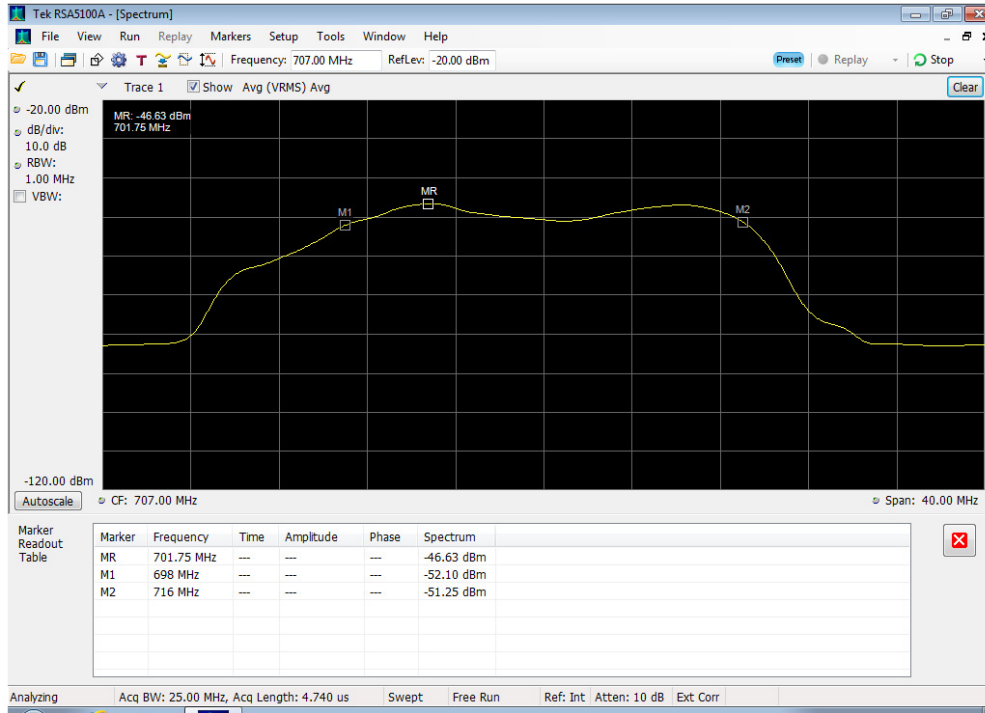 Tek RSA5100A - [Spectrum]
File View Run Replay Markers Setup Tools Window Help
T Frequency: 707.00 MHz RefLev: -20.00 dBm Preset Replay Stop
Trace 1 Show Avg (VRMS) Avg Clear
-20.00 dBm
dB/div:
10.0 dB
RBW:
1.00 MHz
VBW:
MR: -46.63 dBm
701.75 MHz
MR
M1
M2
-120.00 dBm
Autoscale CF: 707.00 MHz Span: 40.00 MHz
Marker
Readout
Table
Marker Frequency Time Amplitude Phase Spectrum
MR 701.75 MHz --- --- --- -46.63 dBm
M1 698 MHz --- --- --- -52.10 dBm
M2 716 MHz --- --- --- -51.25 dBm
Analyzing Acq BW: 25.00 MHz, Acq Length: 4.740 us Swept Free Run Ref: Int Atten: 10 dB Ext Corr